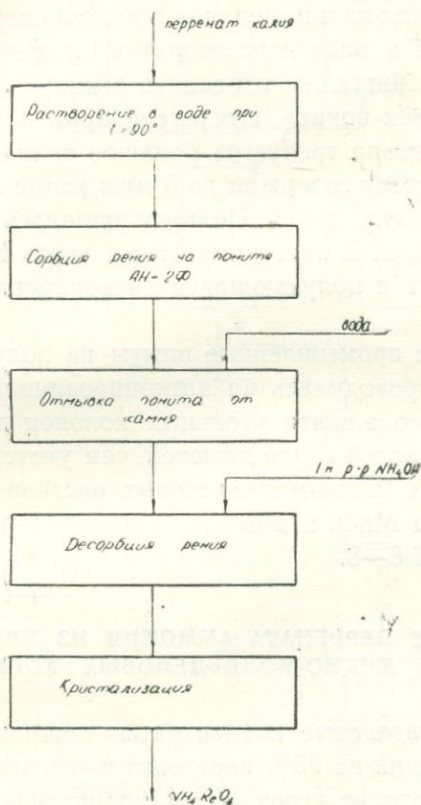 перренат калия
Растворение в воде при
t=90°
Сорбция рения на ионите
АН-2Ф
вода
Отмывка ионита от
камня
1н р-р NH₄OH
Десорбция рения
Кристализация
NH₄ReO₄